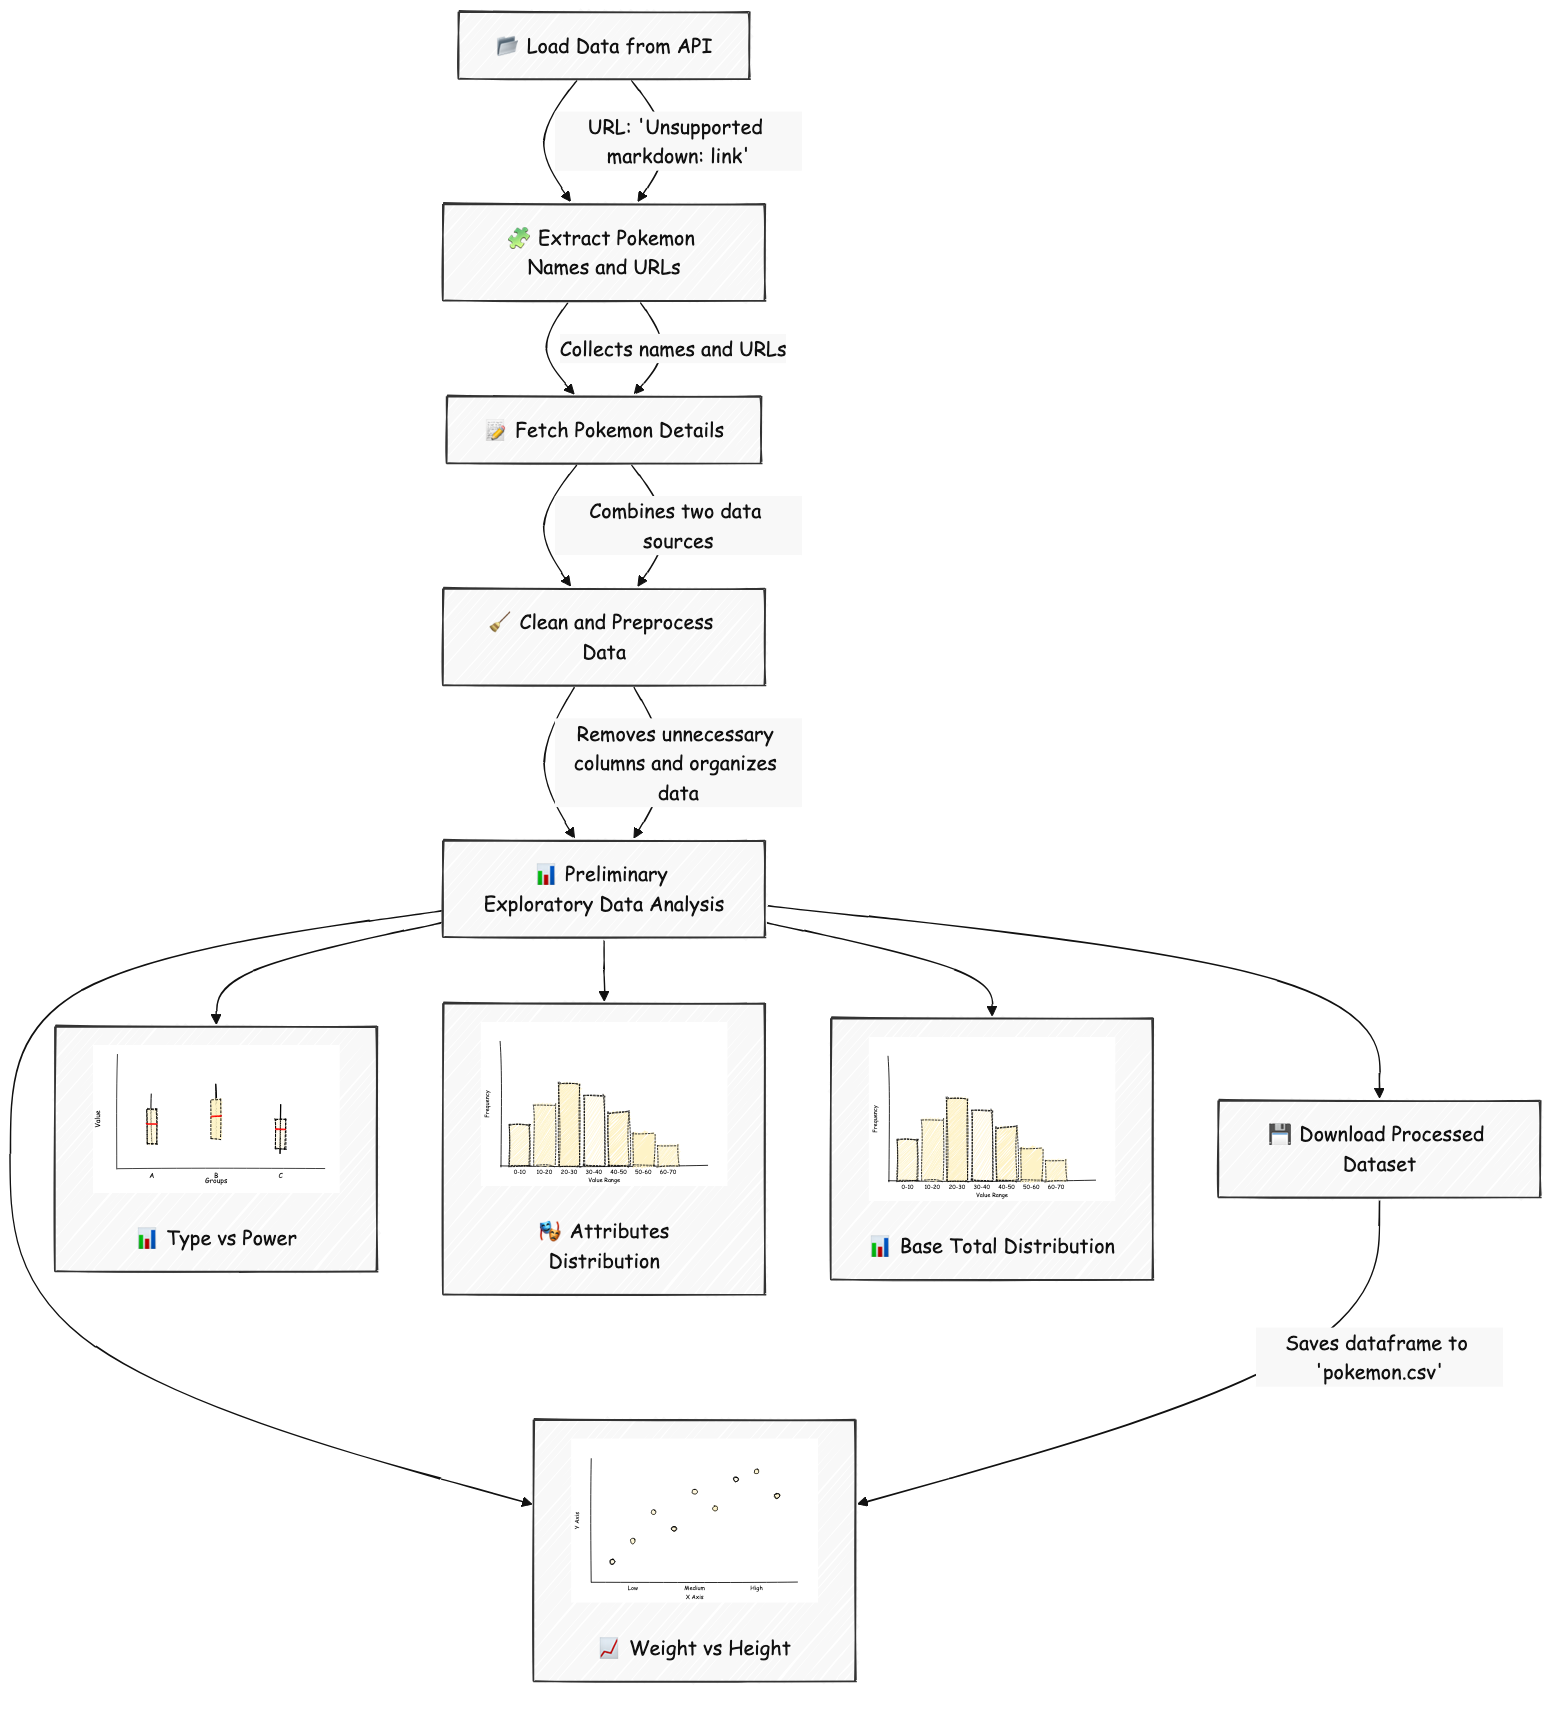 📂 Load Data from API
URL: 'Unsupported
markdown: link'
🧩 Extract Pokemon
Names and URLs
Collects names and URLs
📝 Fetch Pokemon Details
Combines two data
sources
🧹 Clean and Preprocess
Data
Removes unnecessary
columns and organizes
data
📊 Preliminary
Exploratory Data Analysis
Value
A B C
Groups
📊 Type vs Power
Frequency
0-10 10-20 20-30 30-40 40-50 50-60 60-70
Value Range
🎭 Attributes
Distribution
Frequency
0-10 10-20 20-30 30-40 40-50 50-60 60-70
Value Range
📊 Base Total Distribution
💾 Download Processed
Dataset
Saves dataframe to
'pokemon.csv'
Y Axis
Low Medium High
X Axis
📈 Weight vs Height